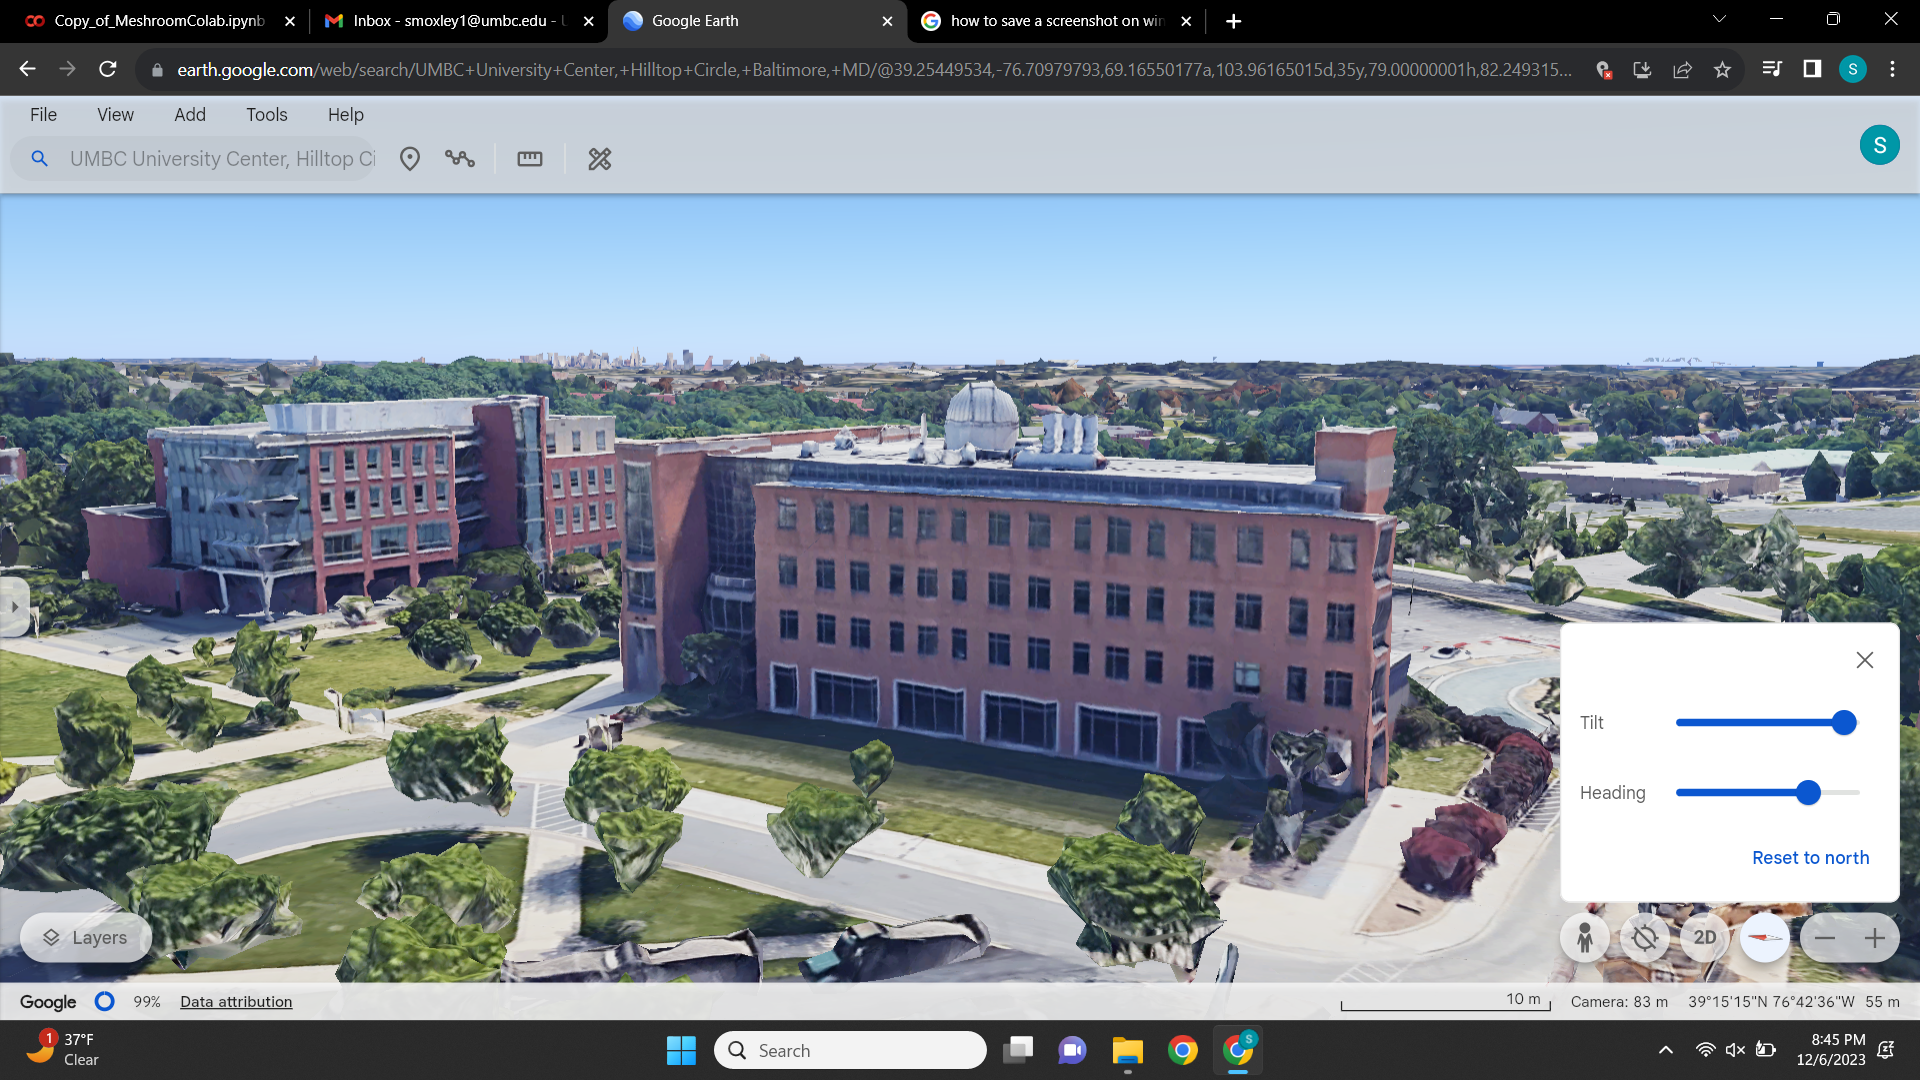 Copy_of_MeshroomColab.ipynb
Inbox - smoxley1@umbc.edu - U
Google Earth
how to save a screenshot on win
earth.google.com/web/search/UMBC+University+Center,+Hilltop+Circle,+Baltimore,+MD/@39.25449534,-76.70979793,69.16550177a,103.96165015d,35y,79.00000001h,82.249315...
S
File View Add Tools Help
UMBC University Center, Hilltop Ci
S
Tilt
Heading
Reset to north
Layers
2D
Google 99% Data attribution
10 m Camera: 83 m 39°15'15"N 76°42'36"W 55 m
1
37°F
Clear
Search
S
8:45 PM
12/6/2023